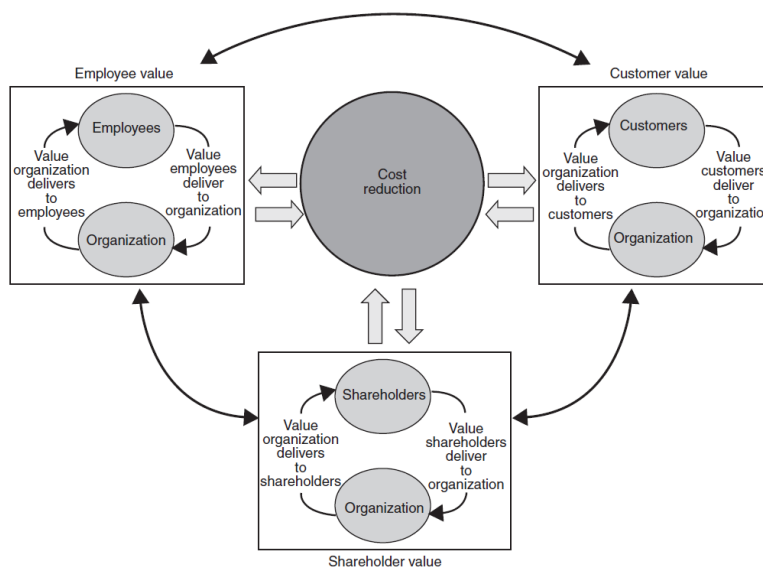 Employee value
Employees
Value
organization
delivers
to
employees
Value
employees
deliver
to
organization
Organization
Cost
reduction
Customer value
Customers
Value
organization
delivers
to
customers
Value
customers
deliver
to
organization
Organization
Shareholders
Value
organization
delivers
to
shareholders
Value
shareholders
deliver
to
organization
Organization
Shareholder value